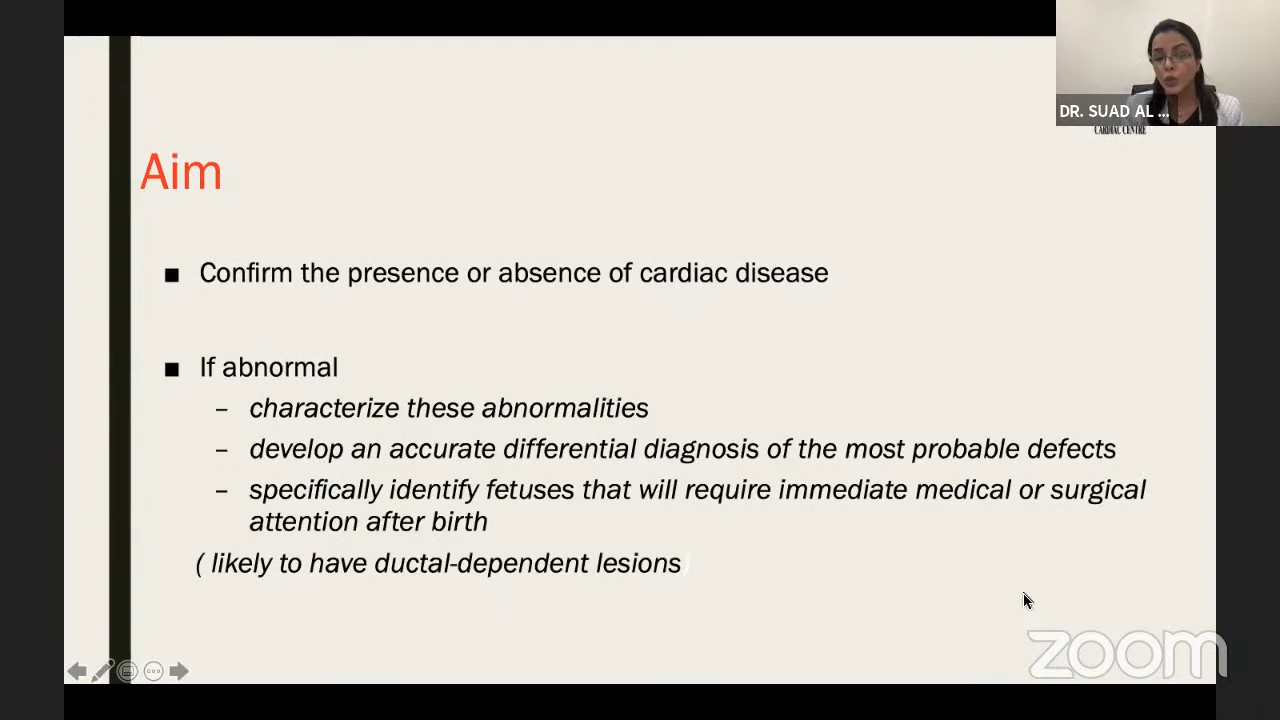 DR. SUAD AL ...
CARDIAC CENTRE
Aim
■ Confirm the presence or absence of cardiac disease
■ If abnormal
– characterize these abnormalities
– develop an accurate differential diagnosis of the most probable defects
– specifically identify fetuses that will require immediate medical or surgical
attention after birth
( likely to have ductal-dependent lesions)
zoom